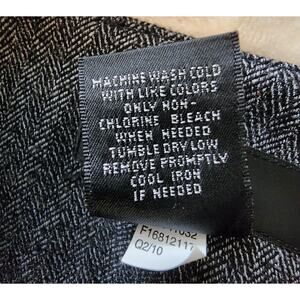 MACHINE WASH COLD
WITH LIKE COLORS
ONLY NON-
CHLORINE BLEACH
WHEN NEEDED
TUMBLE DRY LOW
REMOVE PROMPTLY
COOL IRON
IF NEEDED
F16812117
Q2/10